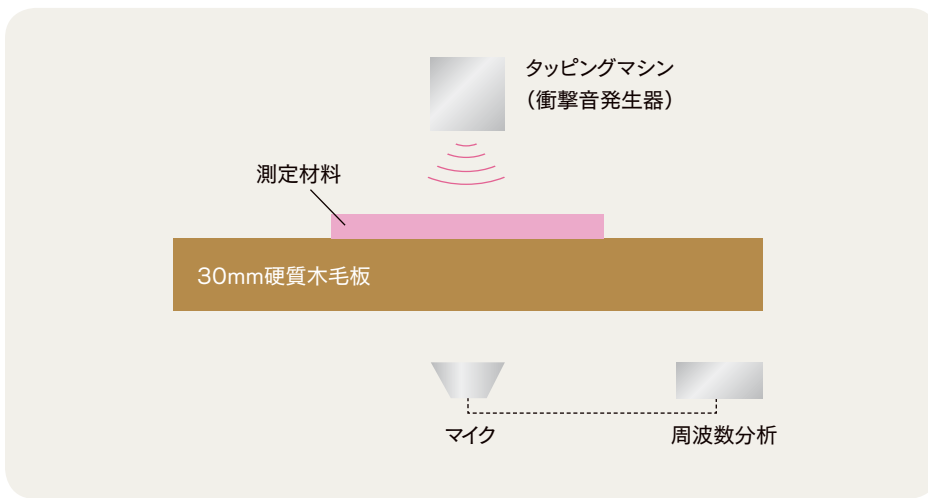 タッピングマシン
（衝撃音発生器）
測定材料
30mm硬質木毛板
マイク
周波数分析